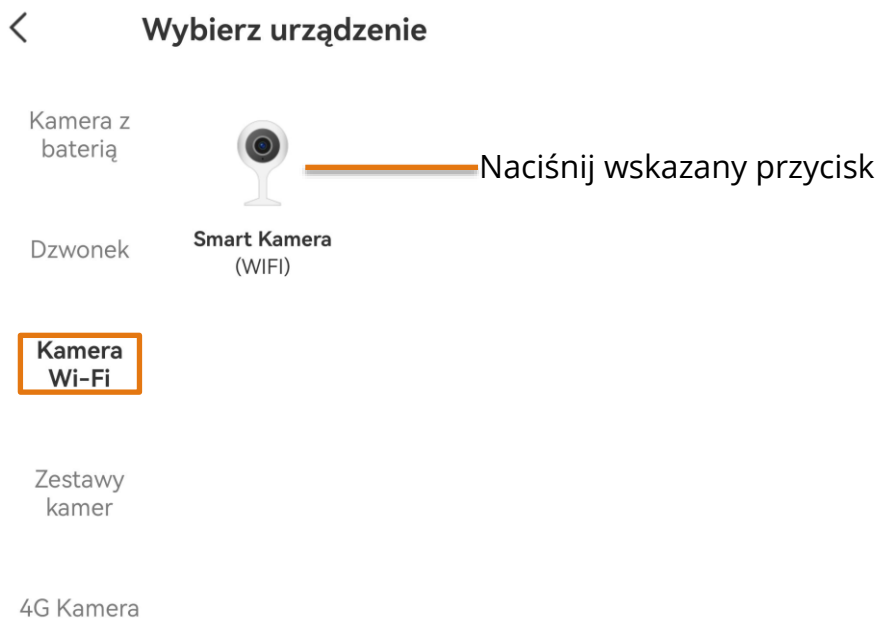 Wybierz urządzenie
Kamera z
baterią
Naciśnij wskazany przycisk
Dzwonek
Smart Kamera
(WIFI)
Kamera
Wi-Fi
Zestawy
kamer
4G Kamera